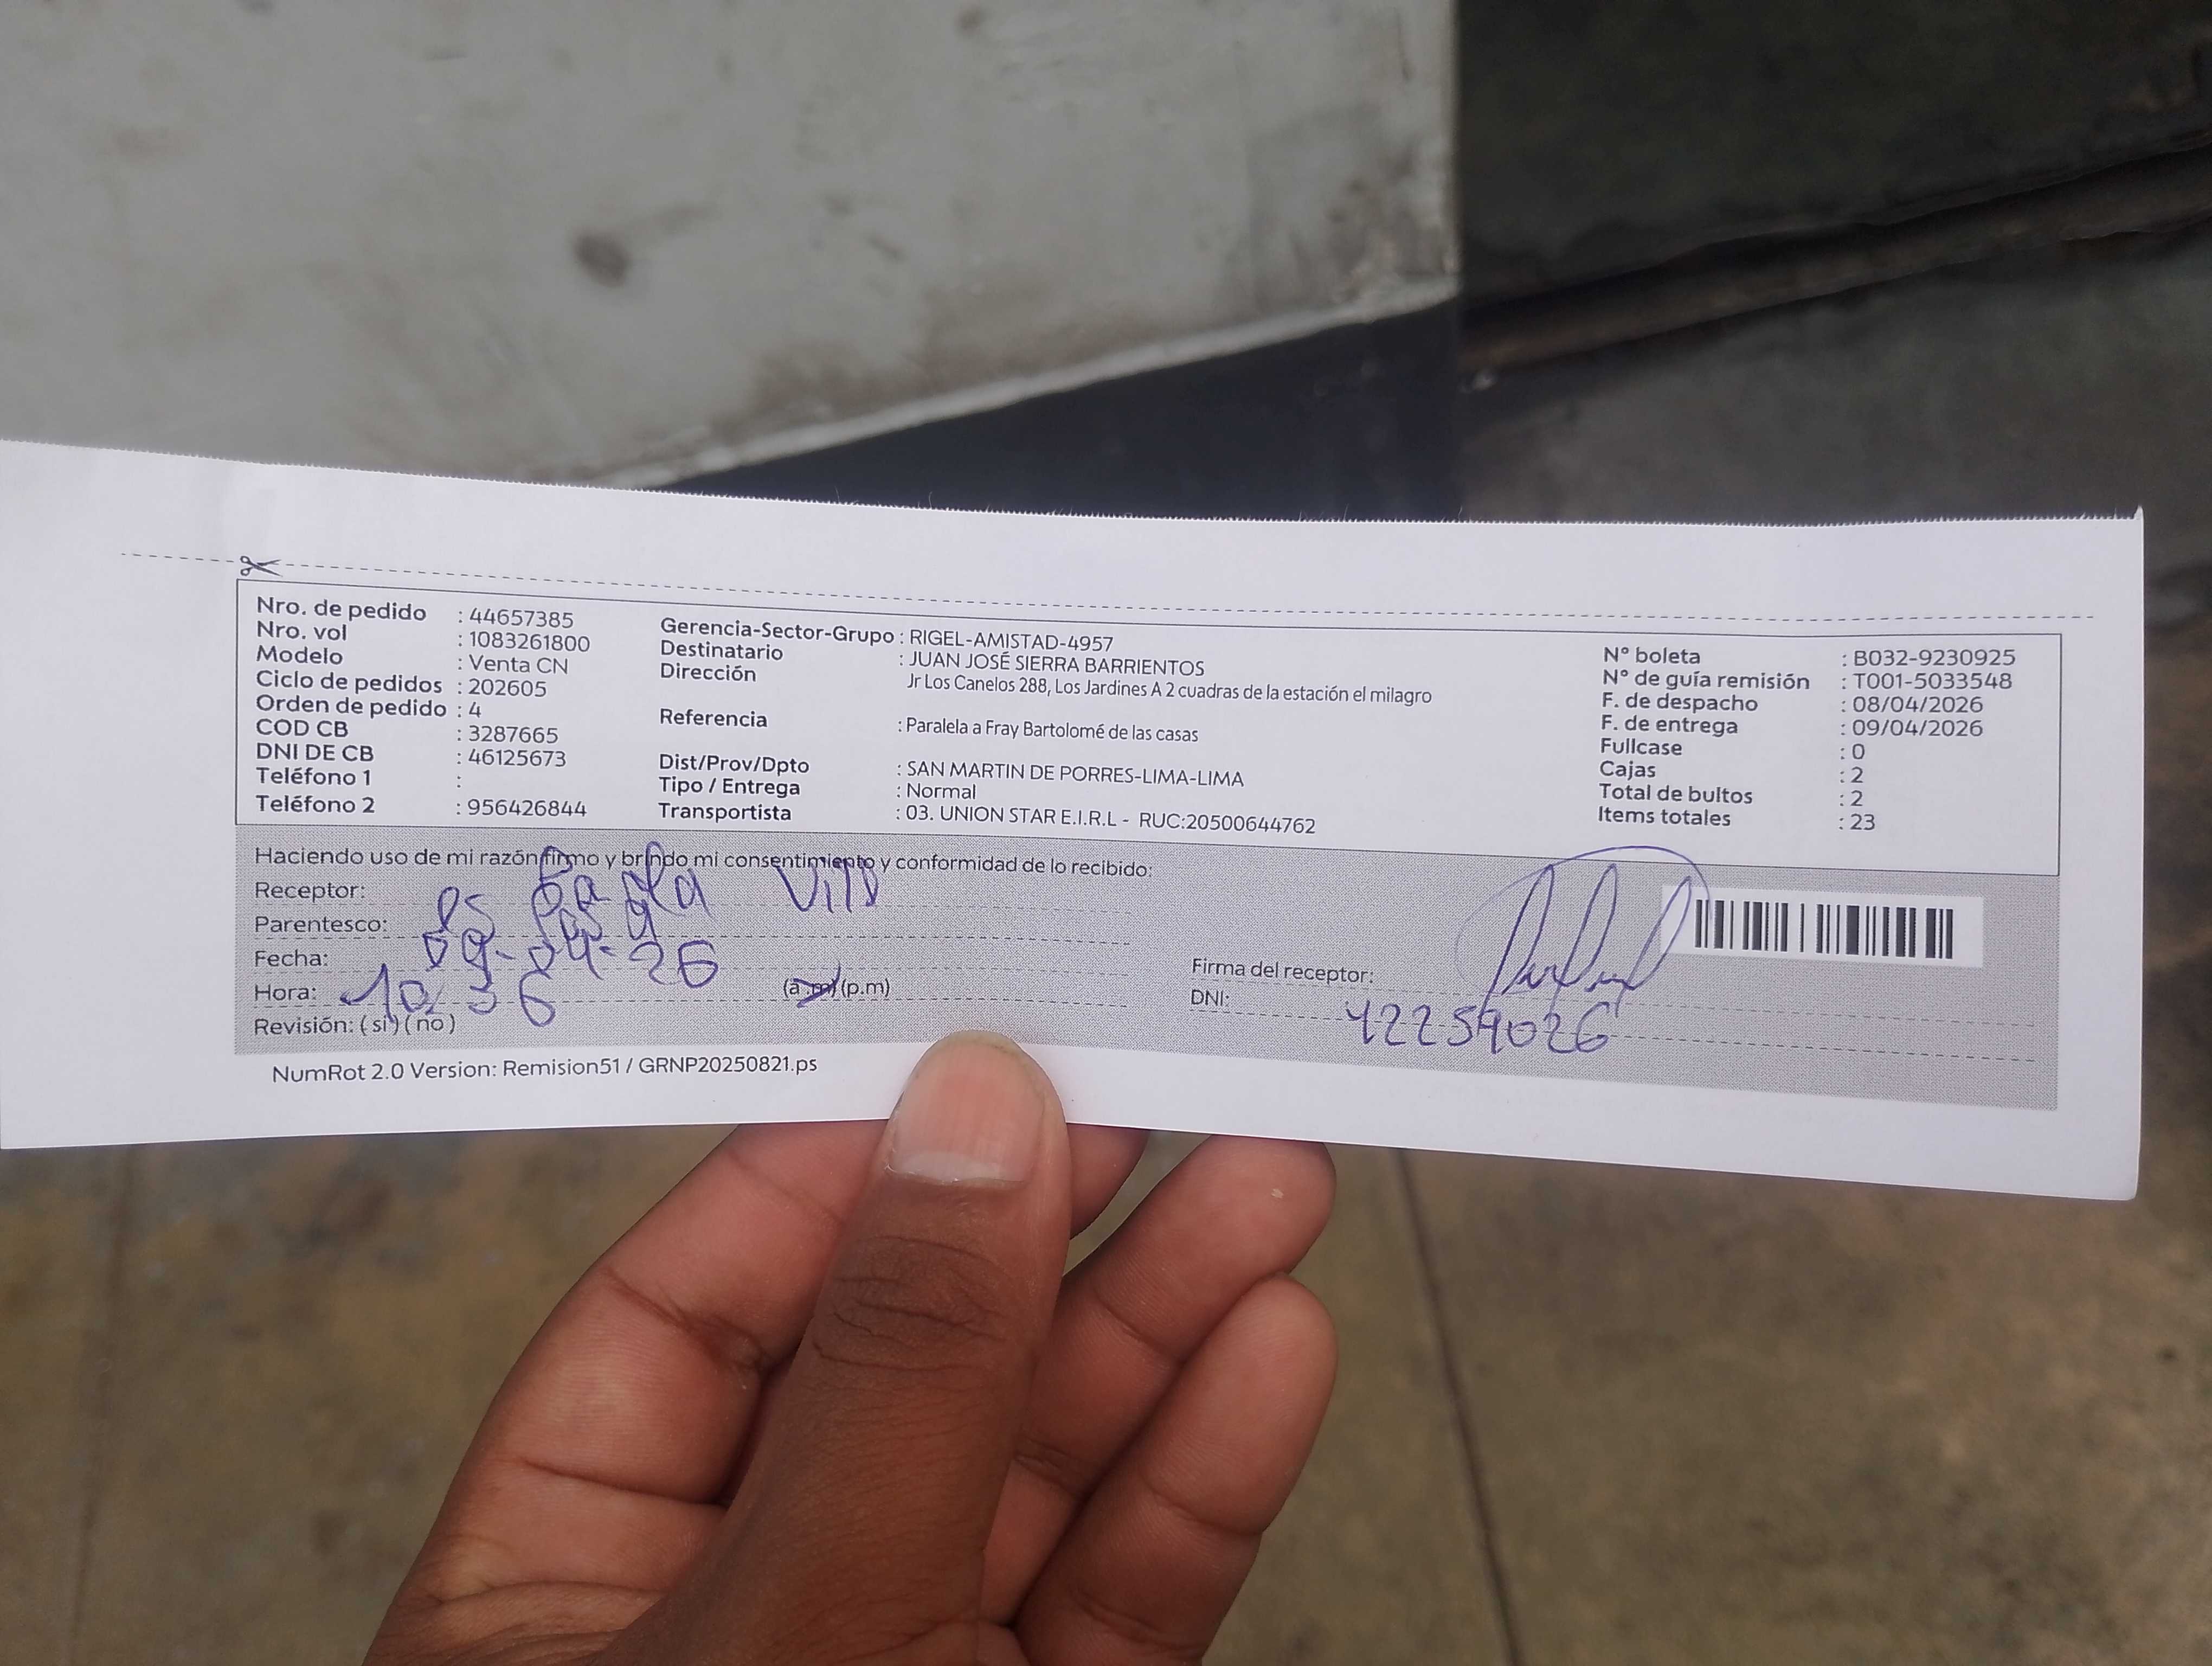 Nro. de pedido : 44657385
Nro. vol : 1083261800
Modelo : Venta CN
Ciclo de pedidos : 202605
Orden de pedido : 4
COD CB : 3287665
DNI DE CB : 46125673
Teléfono 1 :
Teléfono 2 : 956426844
Gerencia-Sector-Grupo : RIGEL-AMISTAD-4957
Destinatario : JUAN JOSÉ SIERRA BARRIENTOS
Dirección Jr Los Canelos 288, Los Jardines A 2 cuadras de la estación el milagro
Referencia : Paralela a Fray Bartolomé de las casas
Dist/Prov/Dpto : SAN MARTIN DE PORRES-LIMA-LIMA
Tipo / Entrega : Normal
Transportista : 03. UNION STAR E.I.R.L - RUC:20500644762
N° boleta : B032-9230925
N° de guía remisión : T001-5033548
F. de despacho : 08/04/2026
F. de entrega : 09/04/2026
Fullcase : 0
Cajas : 2
Total de bultos : 2
Items totales : 23
Haciendo uso de mi razón firmo y brindo mi consentimiento y conformidad de lo recibido:
Receptor: Paola
Parentesco: es
Fecha: 09-04-26
Hora: 10:36 (a.m) (p.m)
Revisión: (si) (no)
Firma del receptor:
DNI: 42259026
NumRot 2.0 Version: Remision51 / GRNP20250821.ps